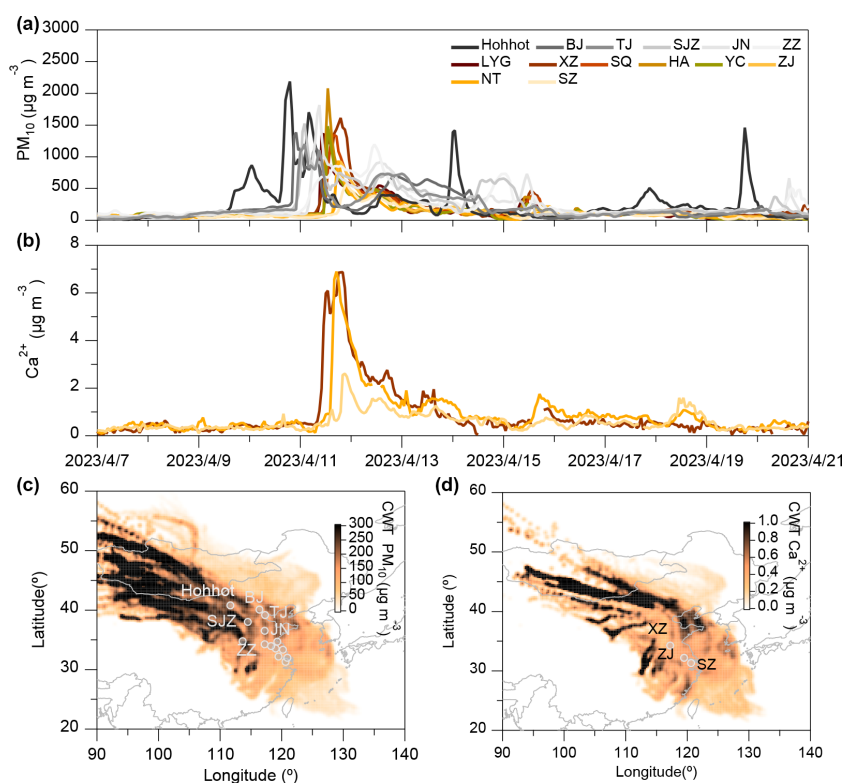 (a)
3000
2500
2000
1500
1000
500
0
PM10 (µg m-3)
Hohhot BJ TJ SJZ JN ZZ
LYG XZ SQ HA YC ZJ
NT SZ
(b)
8
6
4
2
0
Ca2+ (µg m-3)
2023/4/7 2023/4/9 2023/4/11 2023/4/13 2023/4/15 2023/4/17 2023/4/19 2023/4/21
(c)
60
50
40
30
20
Latitude(º)
90 100 110 120 130 140
Longitude (º)
Hohhot
BJ
TJ
SJZ
JN
ZZ
300
250
200
150
100
50
0
CWT PM10 (µg m-3)
(d)
60
50
40
30
20
Latitude(º)
90 100 110 120 130 140
Longitude(º)
XZ
ZJ
SZ
1.0
0.8
0.6
0.4
0.2
0.0
CWT Ca2+ (µg m-3)